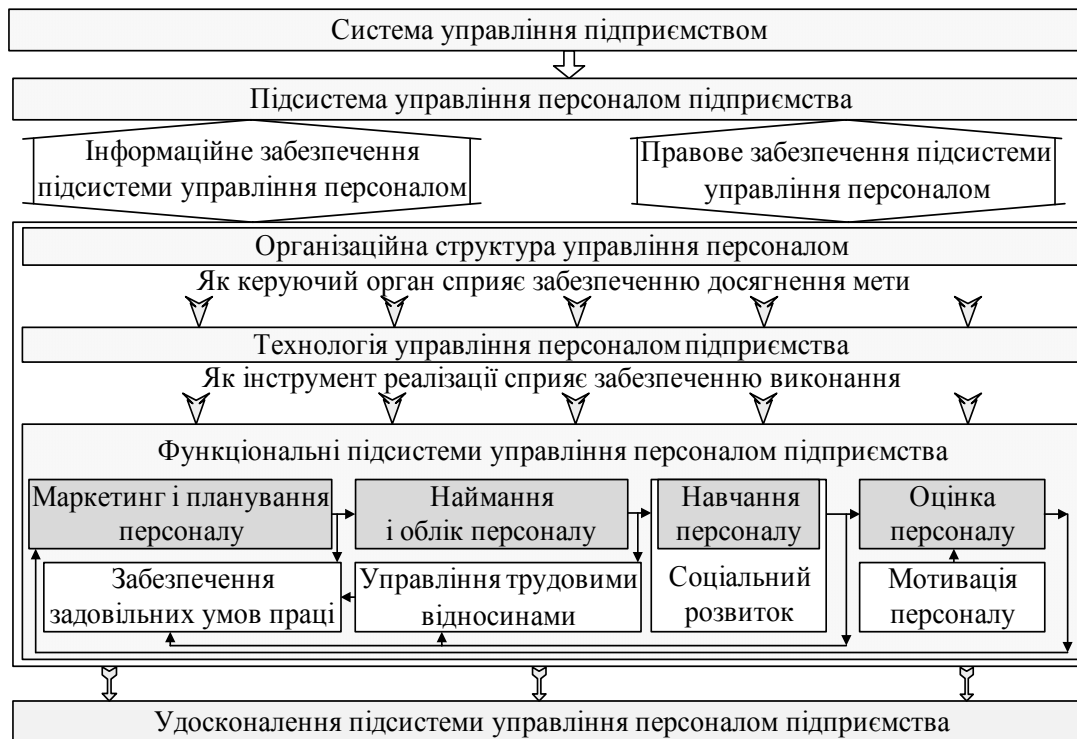 Система управління підприємством
Підсистема управління персоналом підприємства
Інформаційне забезпечення
підсистеми управління персоналом
Правове забезпечення підсистеми
управління персоналом
Організаційна структура управління персоналом
Як керуючий орган сприяє забезпеченню досягнення мети
Технологія управління персоналом підприємства
Як інструмент реалізації сприяє забезпеченню виконання
Функціональні підсистеми управління персоналом підприємства
Маркетинг і планування
персоналу
Наймання
і облік персоналу
Навчання
персоналу
Оцінка
персоналу
Забезпечення
задовільних умов праці
Управління трудовими
відносинами
Соціальний
розвиток
Мотивація
персоналу
Удосконалення підсистеми управління персоналом підприємства